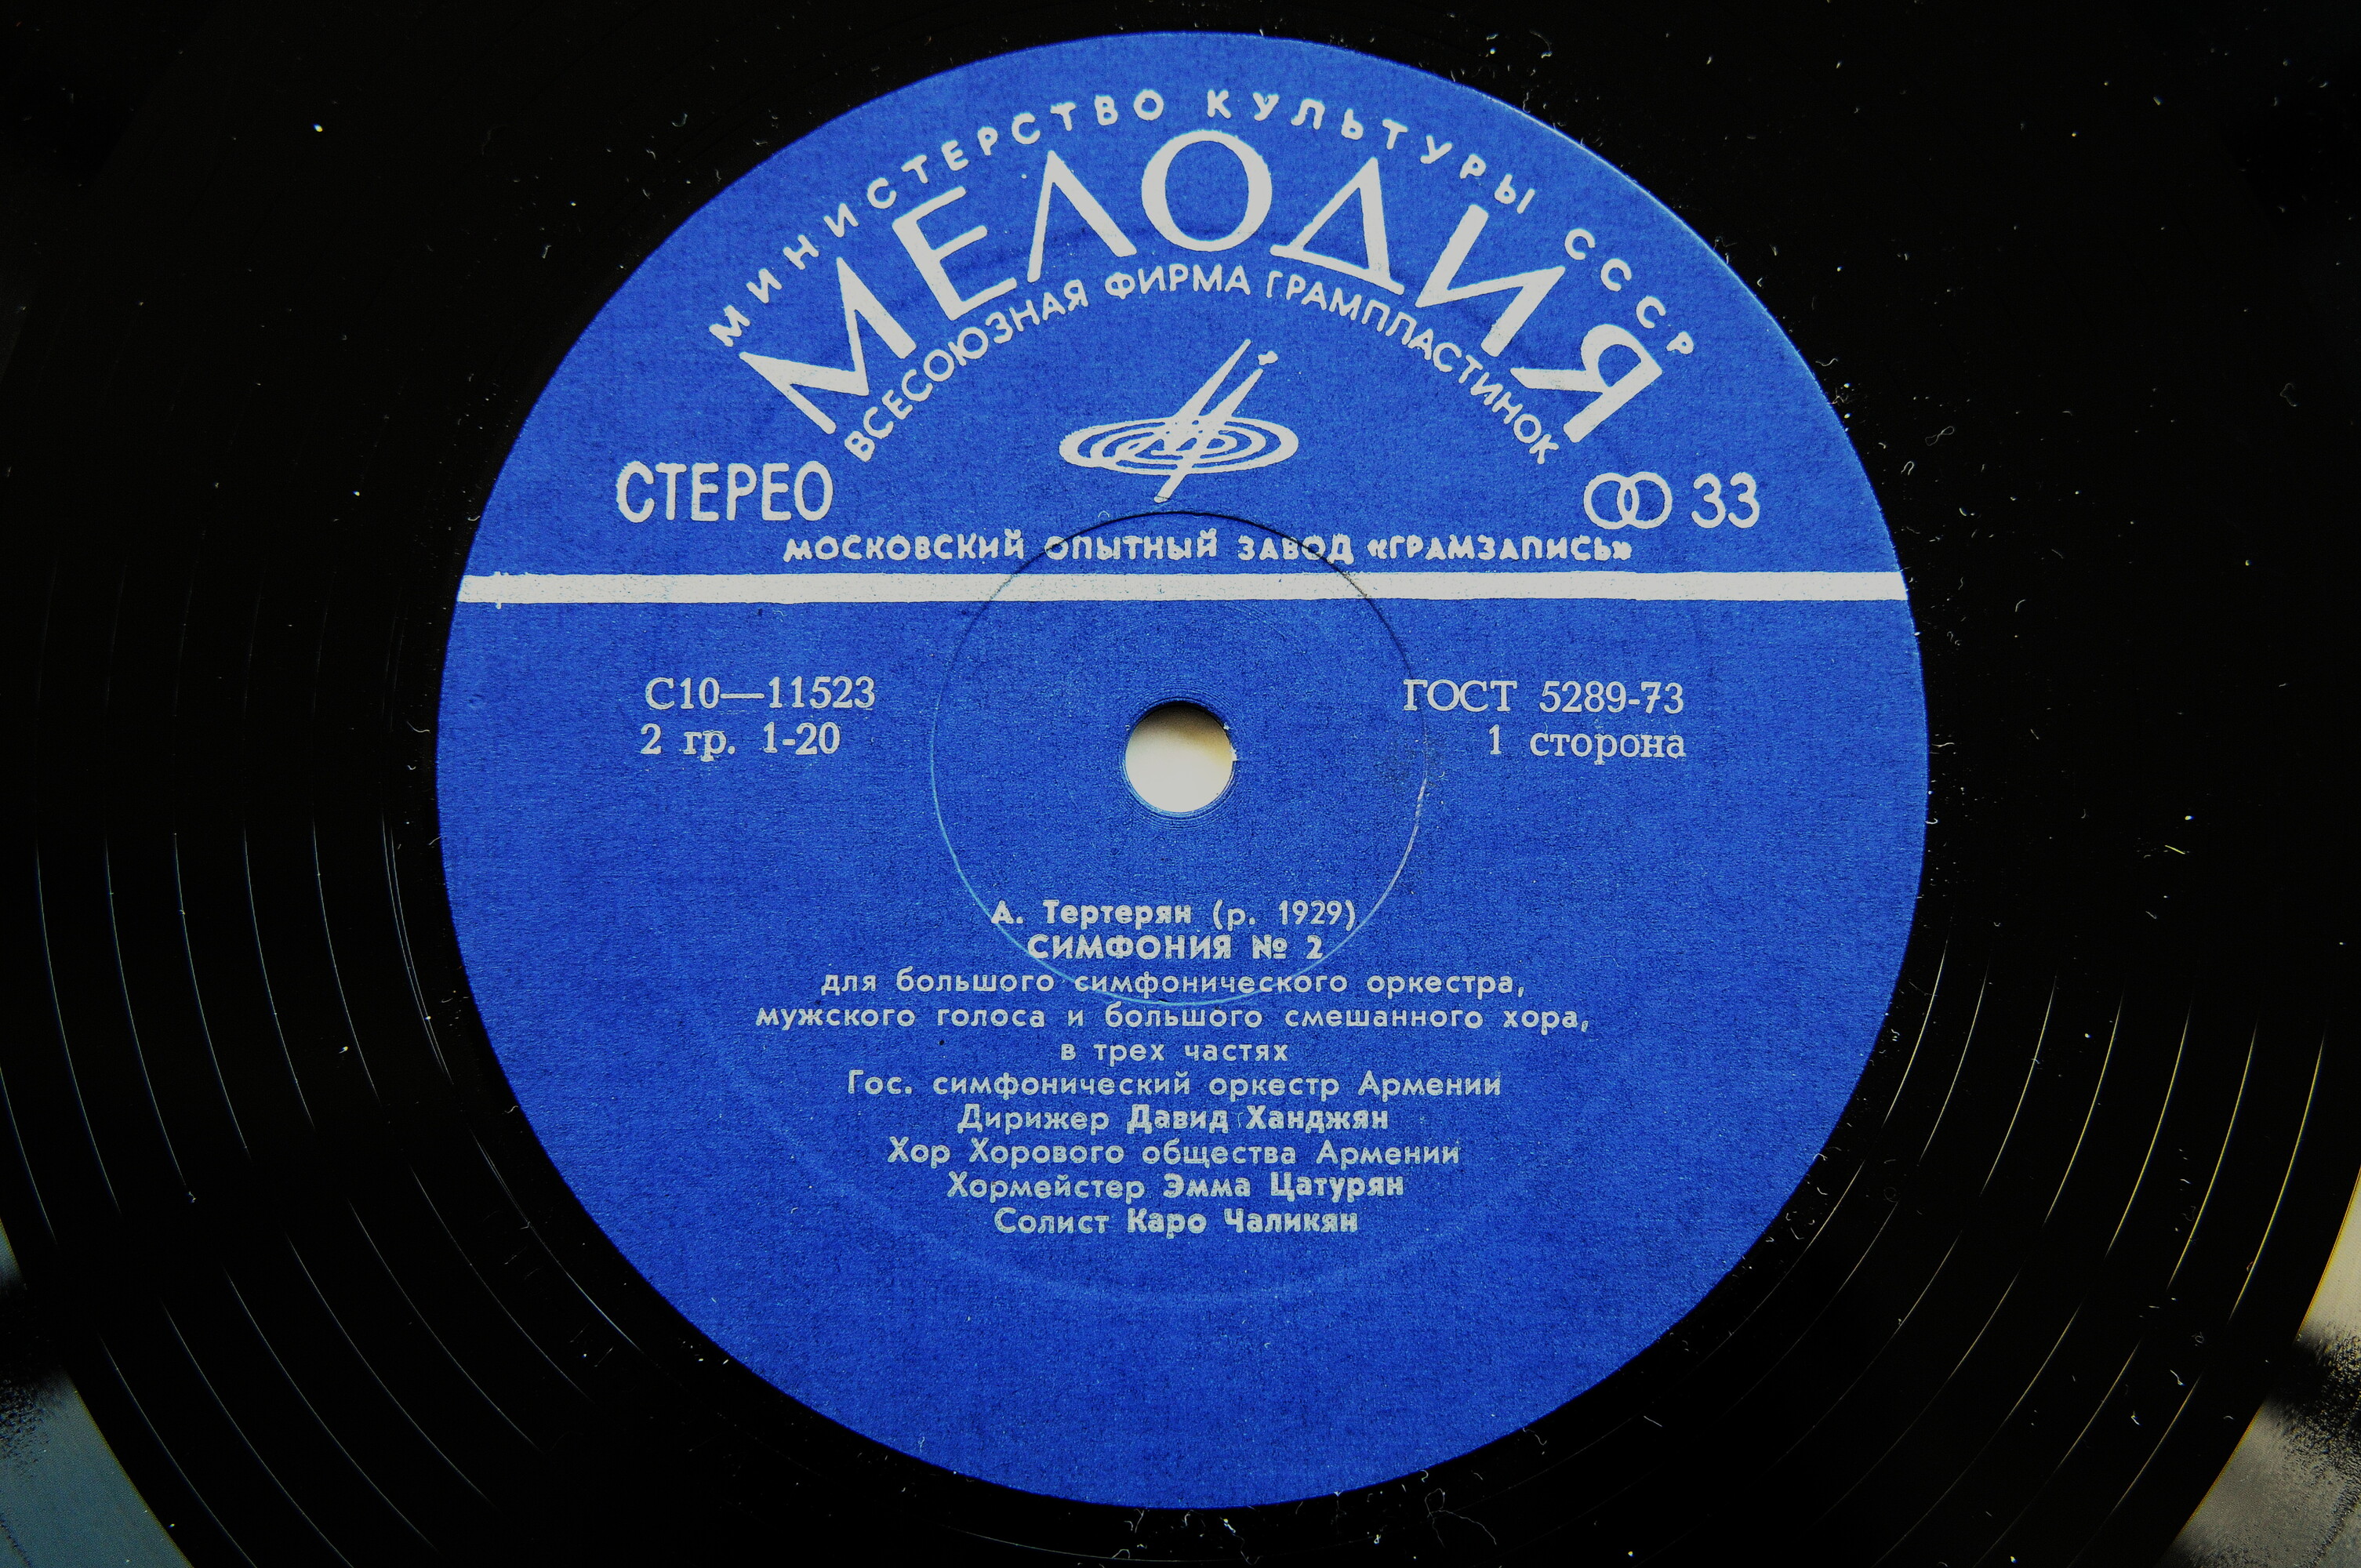 МИНИСТЕРСТВО КУЛЬТУРЫ СССР
МЕЛОДИЯ
ВСЕСОЮЗНАЯ ФИРМА ГРАМПЛАСТИНОК
СТЕРЕО
33
МОСКОВСКИЙ ОПЫТНЫЙ ЗАВОД «ГРАМЗАПИСЬ»
С10—11523
2 гр. 1-20
ГОСТ 5289-73
1 сторона
А. Тертерян (р. 1929)
СИМФОНИЯ № 2
для большого симфонического оркестра,
мужского голоса и большого смешанного хора,
в трех частях
Гос. симфонический оркестр Армении
Дирижер Давид Ханджян
Хор Хорового общества Армении
Хормейстер Эмма Цатурян
Солист Каро Чаликян